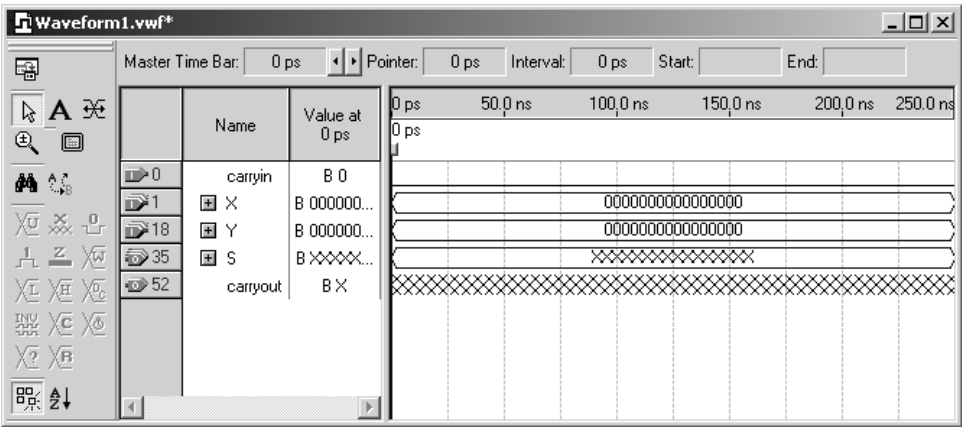 Waveform1.vwf*
Master Time Bar: 0 ps Pointer: 0 ps Interval: 0 ps Start: End:
Name Value at 0 ps 0 ps 50.0 ns 100.0 ns 150.0 ns 200.0 ns 250.0 ns
0 ps
0 carryin B 0
1 X B 000000... 0000000000000000
18 Y B 000000... 0000000000000000
35 S B XXXXX... XXXXXXXXXXXXXXXX
52 carryout B X